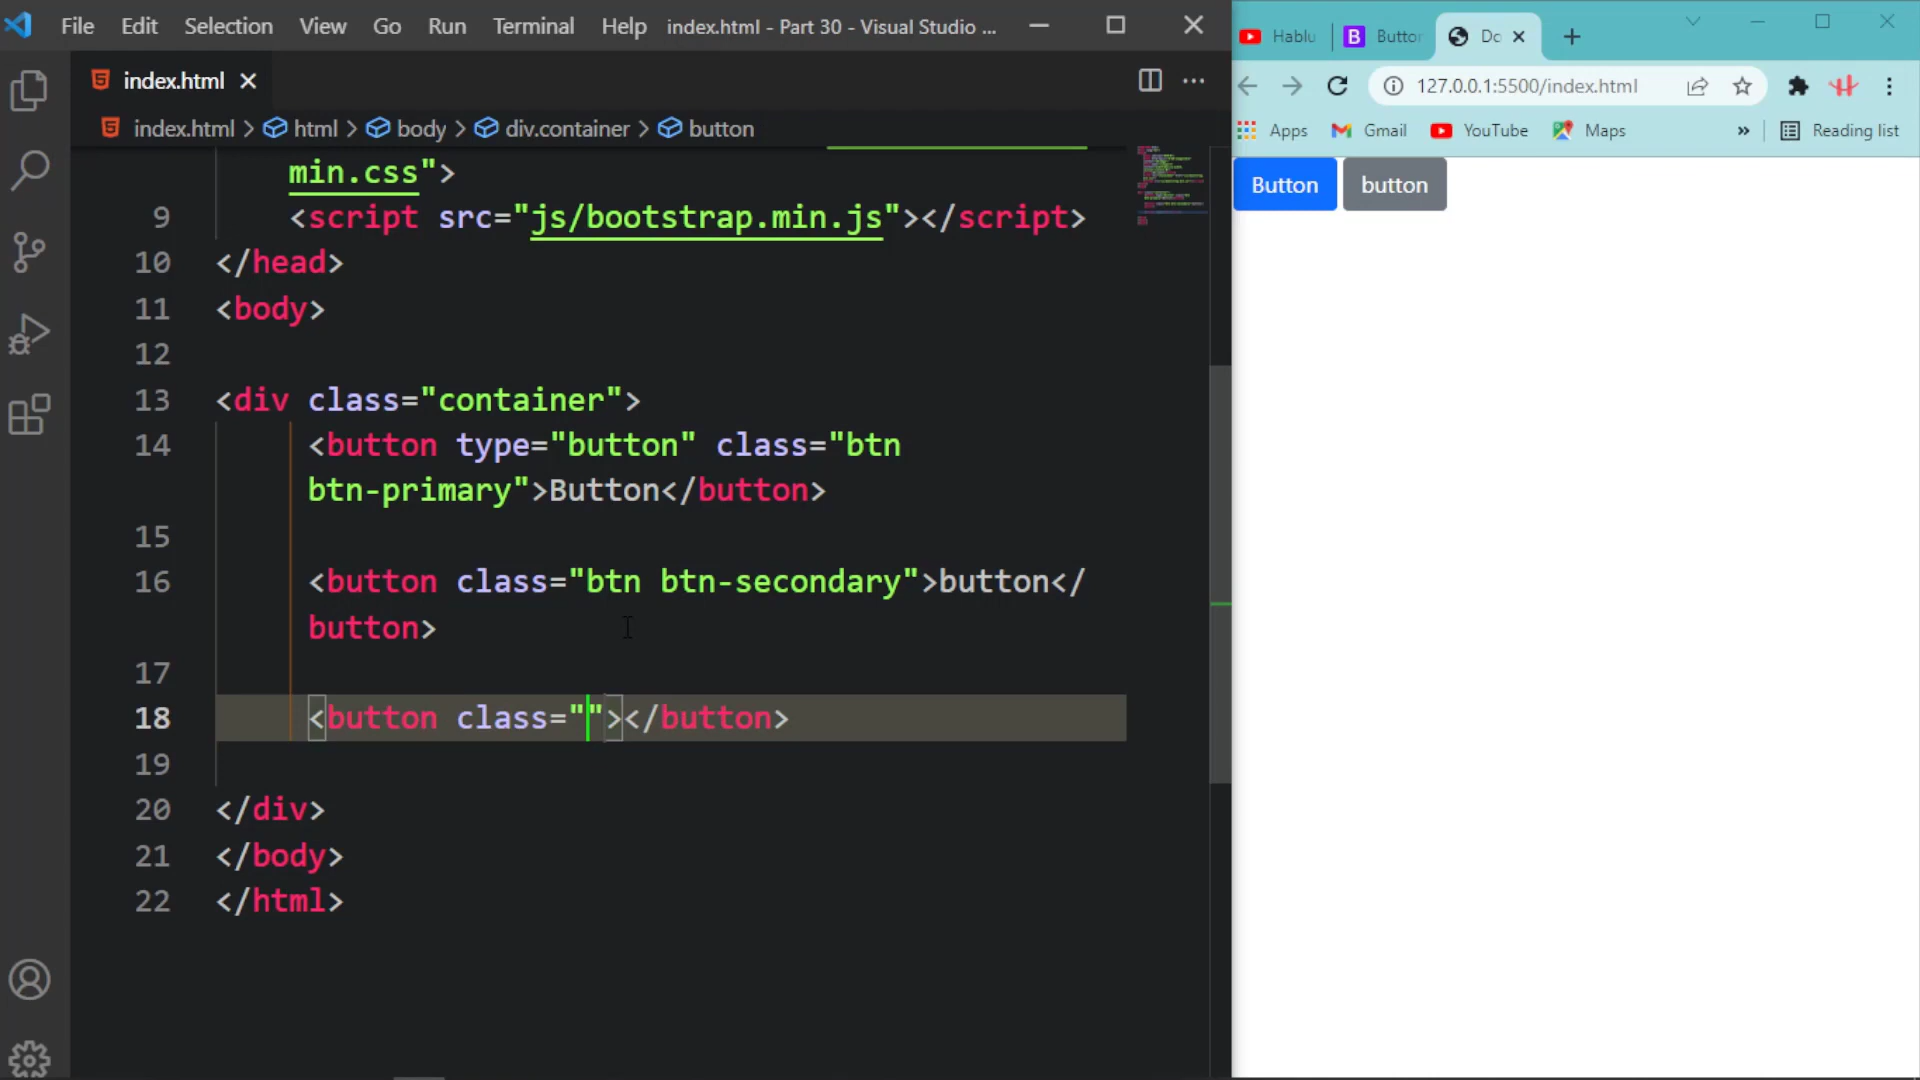 File Edit Selection View Go Run Terminal Help index.html - Part 30 - Visual Studio ...
index.html
index.html > html > body > div.container > button
min.css">
9 <script src="js/bootstrap.min.js"></script>
10 </head>
11 <body>
12
13 <div class="container">
14 <button type="button" class="btn
btn-primary">Button</button>
15
16 <button class="btn btn-secondary">button</
button>
17
18 <button class=""></button>
19
20 </div>
21 </body>
22 </html>
Hablu Buttor Dc
127.0.0.1:5500/index.html
Apps Gmail YouTube Maps » Reading list
Button button